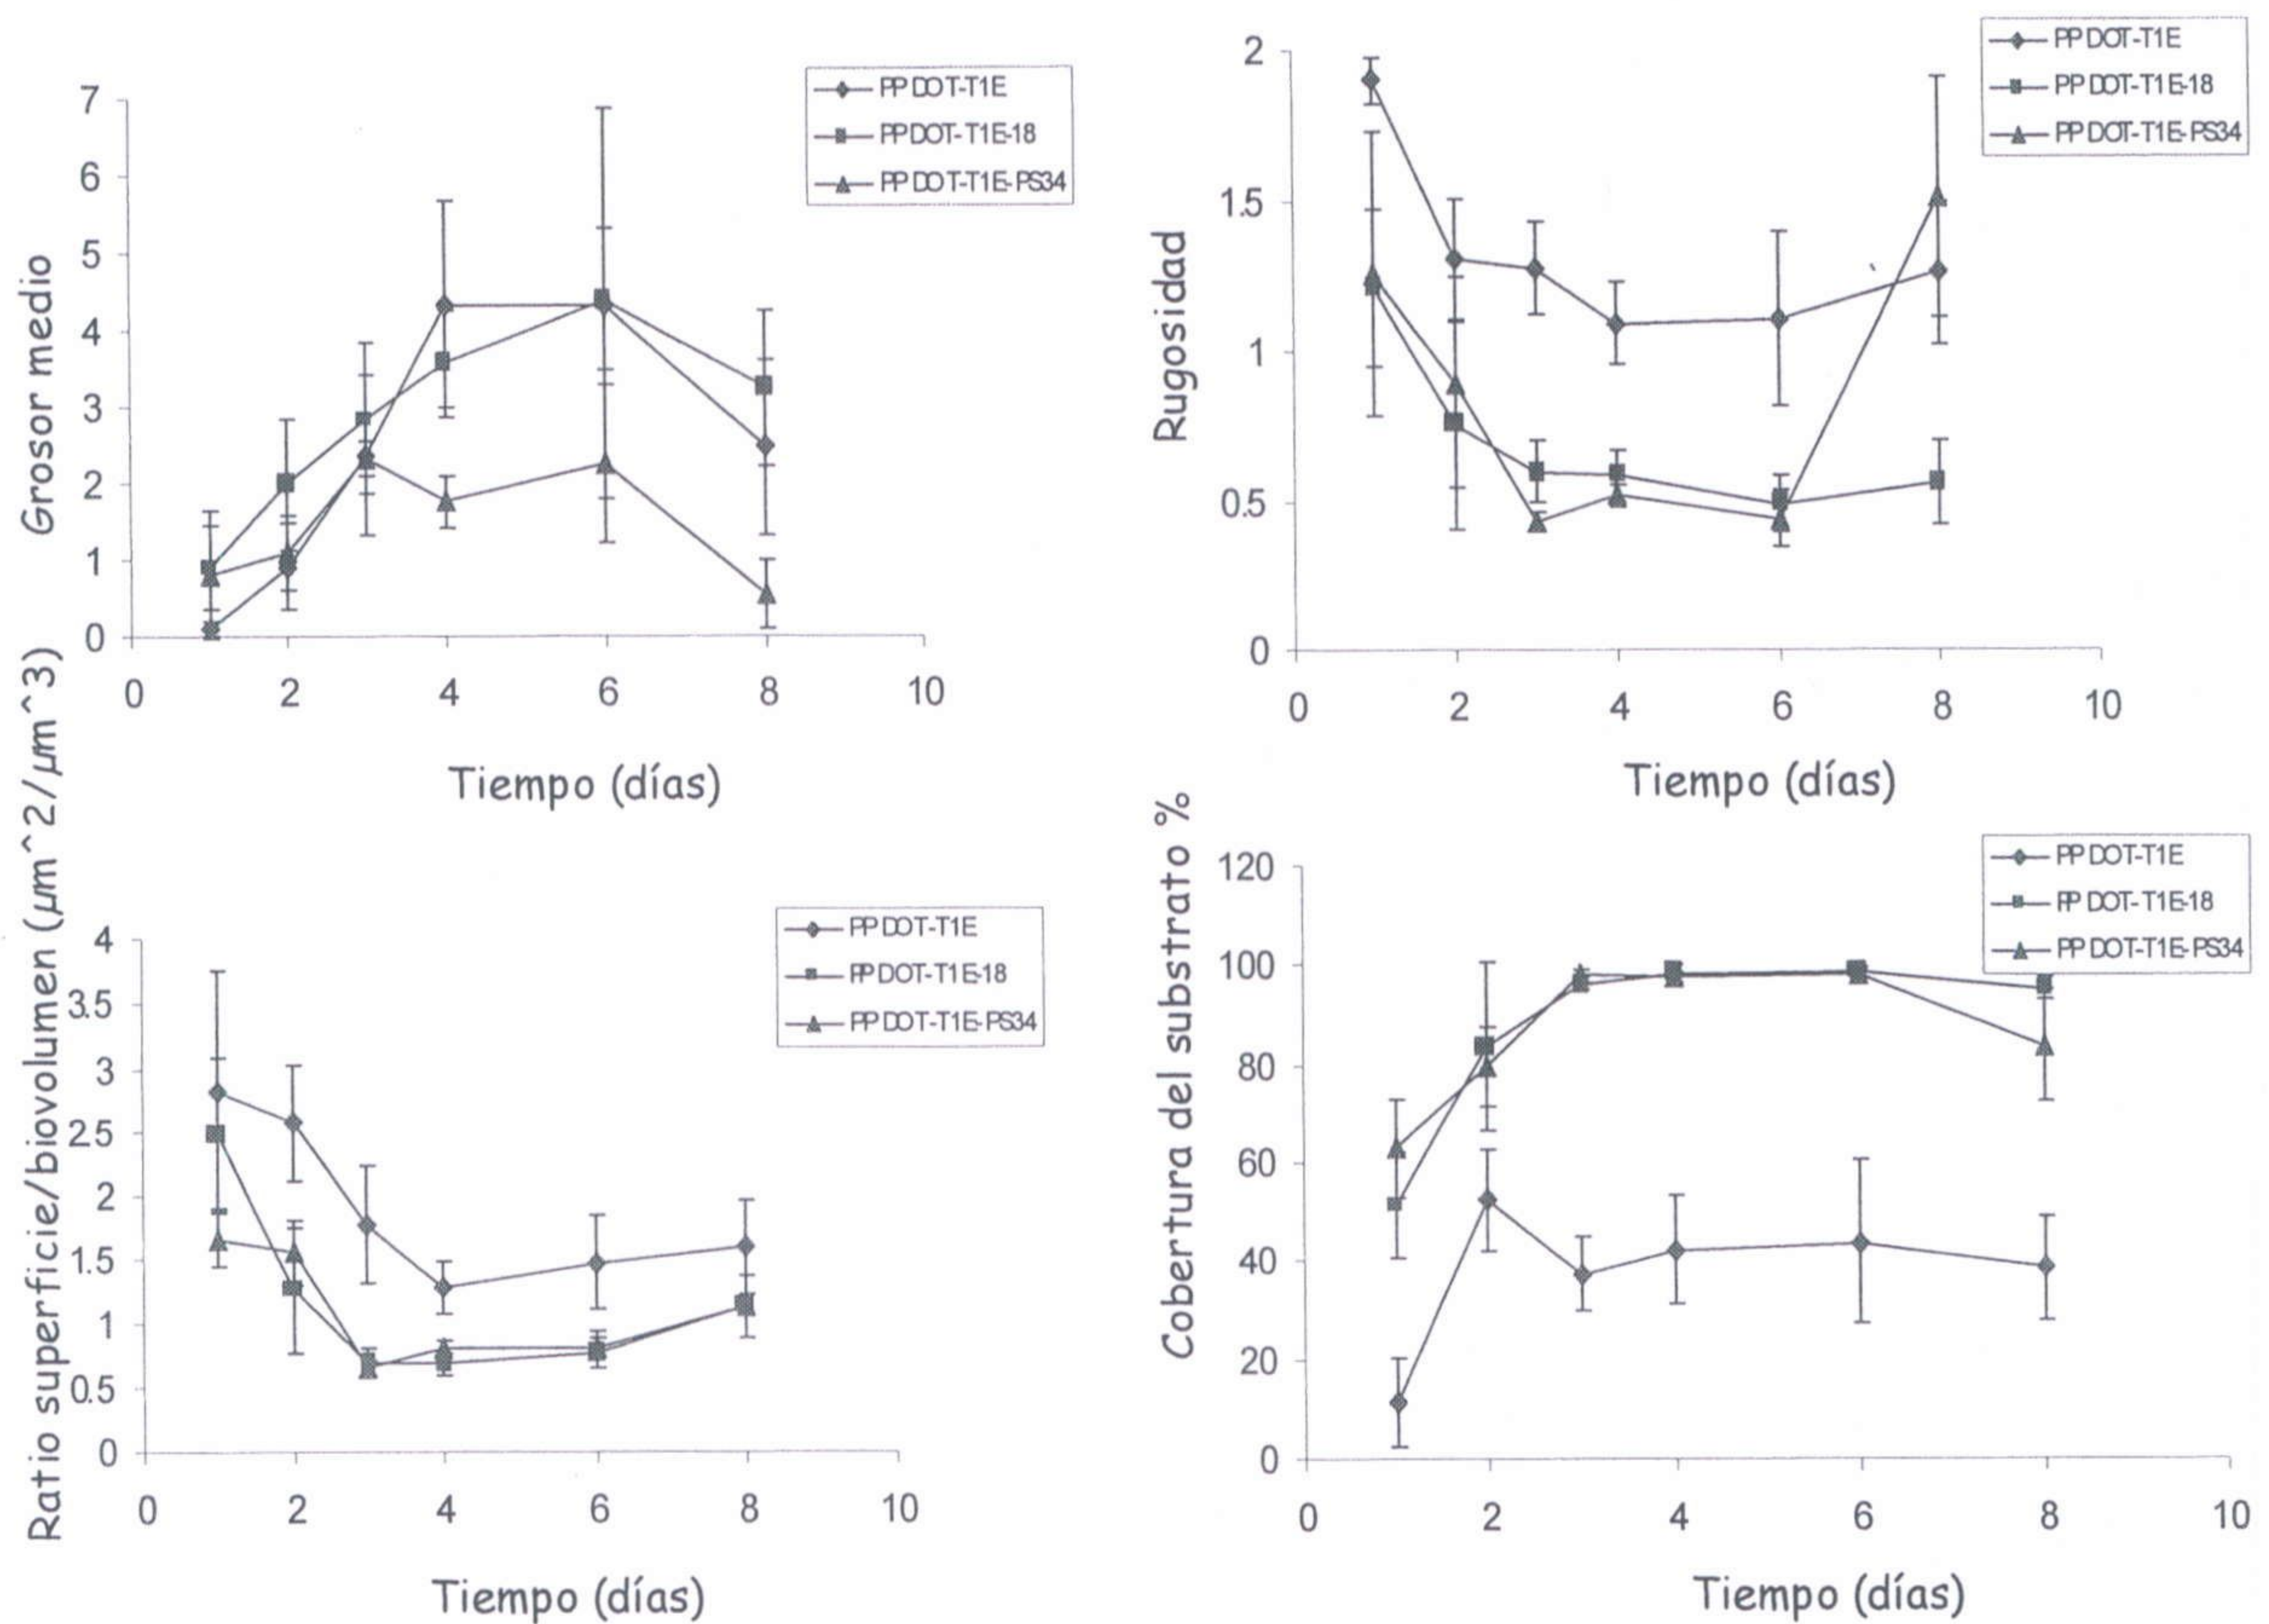 Grosor medio
7
6
5
4
3
2
1
0
0 2 4 6 8 10
Tiempo (días)
PP DOT-T1E
PP DOT-T1E-18
PP DOT-T1E-PS34
Rugosidad
2
1.5
1
0.5
0
0 2 4 6 8 10
Tiempo (días)
PP DOT-T1E
PP DOT-T1E-18
PP DOT-T1E-PS34
Ratio superficie/biovolumen (μm^2/μm^3)
4
3.5
3
2.5
2
1.5
1
0.5
0
0 2 4 6 8 10
Tiempo (días)
PP DOT-T1E
PP DOT-T1E-18
PP DOT-T1E-PS34
Cobertura del substrato %
120
100
80
60
40
20
0
0 2 4 6 8 10
Tiempo (días)
PP DOT-T1E
PP DOT-T1E-18
PP DOT-T1E-PS34